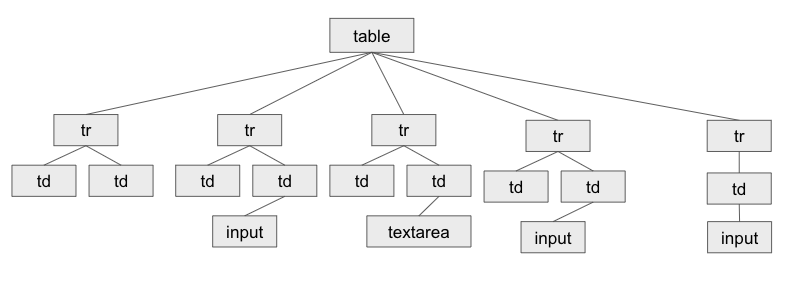 table
tr tr tr tr tr
td td td td td td td td td
input textarea input input